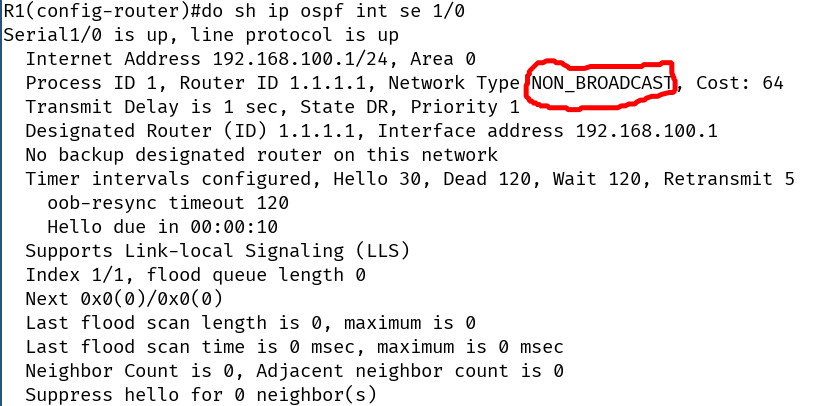 R1(config-router)#do sh ip ospf int se 1/0
Serial1/0 is up, line protocol is up
Internet Address 192.168.100.1/24, Area 0
Process ID 1, Router ID 1.1.1.1, Network Type NON_BROADCAST, Cost: 64
Transmit Delay is 1 sec, State DR, Priority 1
Designated Router (ID) 1.1.1.1, Interface address 192.168.100.1
No backup designated router on this network
Timer intervals configured, Hello 30, Dead 120, Wait 120, Retransmit 5
oob-resync timeout 120
Hello due in 00:00:10
Supports Link-local Signaling (LLS)
Index 1/1, flood queue length 0
Next 0x0(0)/0x0(0)
Last flood scan length is 0, maximum is 0
Last flood scan time is 0 msec, maximum is 0 msec
Neighbor Count is 0, Adjacent neighbor count is 0
Suppress hello for 0 neighbor(s)